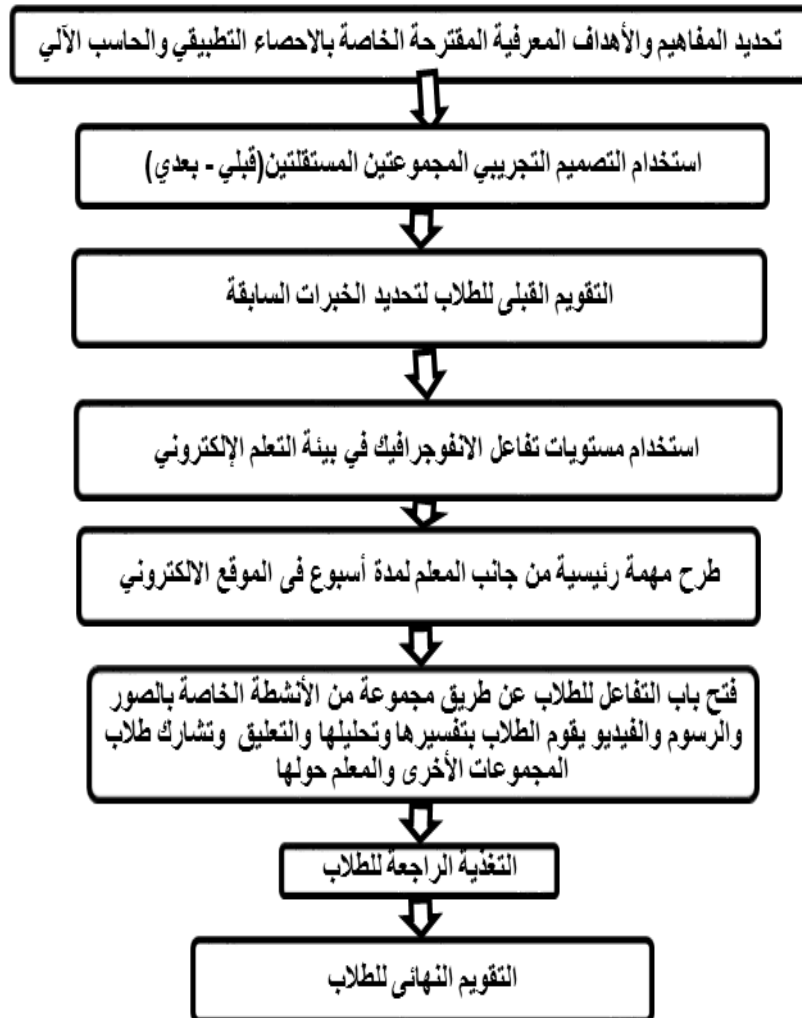 تحديد المفاهيم والأهداف المعرفية المقترحة الخاصة بالاحصاء التطبيقي والحاسب الآلي
استخدام التصميم التجريبي المجموعتين المستقلتين(قبلي - بعدي)
التقويم القبلى للطلاب لتحديد الخبرات السابقة
استخدام مستويات تفاعل الانفوجرافيك في بيئة التعلم الإلكتروني
طرح مهمة رئيسية من جانب المعلم لمدة أسبوع فى الموقع الالكتروني
فتح باب التفاعل للطلاب عن طريق مجموعة من الأنشطة الخاصة بالصور
والرسوم والفيديو يقوم الطلاب بتفسيرها وتحليلها والتعليق وتشارك طلاب
المجموعات الأخرى والمعلم حولها
التغذية الراجعة للطلاب
التقويم النهائى للطلاب